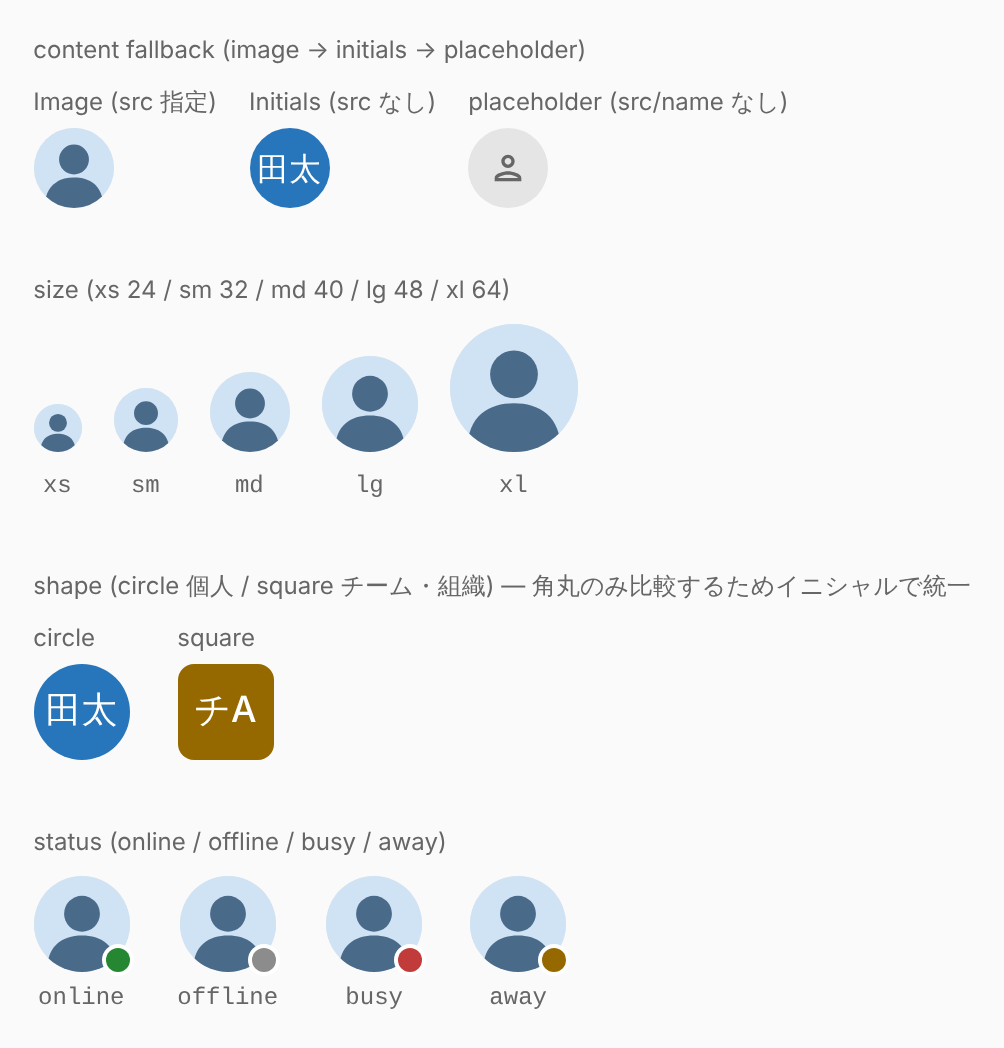 content fallback (image → initials → placeholder)
Image (src 指定) Initials (src なし) placeholder (src/name なし)
田太
size (xs 24 / sm 32 / md 40 / lg 48 / xl 64)
xs sm md lg xl
shape (circle 個人 / square チーム・組織) — 角丸のみ比較するためイニシャルで統一
circle square
田太 チA
status (online / offline / busy / away)
online offline busy away